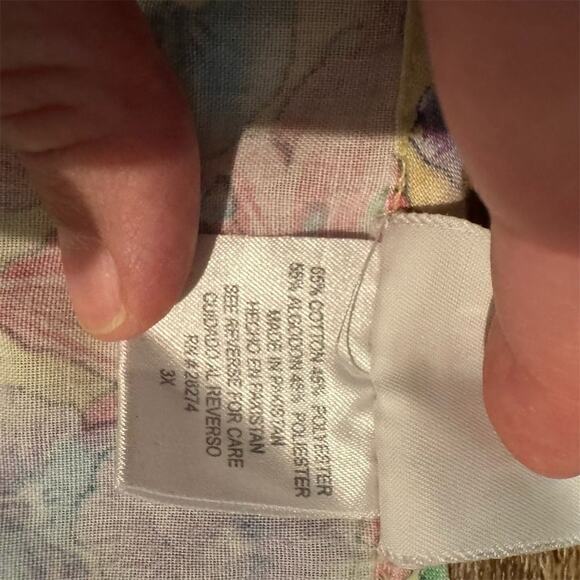 55% COTTON 45% POLYESTER
55% ALGODON 45% POLIESTER
MADE IN PAKISTAN
HECHO EN PAKISTAN
SEE REVERSE FOR CARE
CUIDADO AL REVERSO
RN # 28274
3X